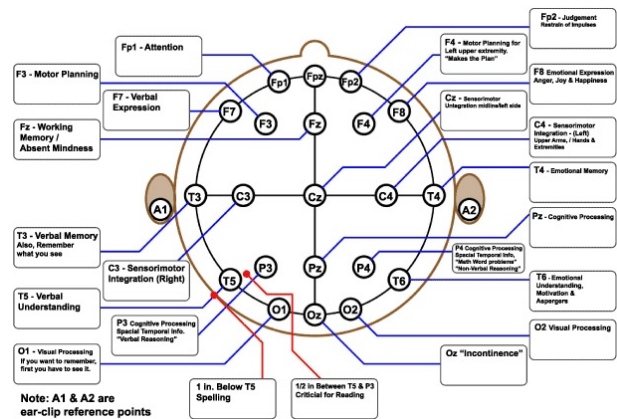 Fp1 - Attention
Fp2 - Judgement
Restrain of Impulses
F3 - Motor Planning
F4 - Motor Planning for
Left upper extremity.
"Makes the Plan"
F7 - Verbal
Expression
F8 Emotional Expression
Anger, Joy & Happiness
Fz - Working
Memory /
Absent Mindness
Cz - Sensorimotor
Untegration midline/left side
C4 - Sensorimotor
Integration - (Left)
Upper Arms, / Hands &
Extremities
T4 - Emotional Memory
Fp1
Fpz
Fp2
F7
F3
Fz
F4
F8
A1
T3
C3
Cz
C4
T4
A2
T5
P3
Pz
P4
T6
O1
Oz
O2
T3 - Verbal Memory
Also, Remember
what you see
C3 - Sensorimotor
Integration (Right)
Pz - Cognitive Processing
P4 Cognitive Processing
Special Temporal Info,
"Math Word problems"
"Non-Verbal Reasoning"
T5 - Verbal
Understanding
T6 - Emotional
Understanding,
Motivation &
Aspergers
P3 Cognitive Processing
Special Temporal Info.
"Verbal Reasoning"
O2 Visual Processing
O1 - Visual Processing
If you want to remember,
first you have to see it.
Oz "Incontinence"
1 in. Below T5
Spelling
1/2 in Between T5 & P3
Criticial for Reading
Note: A1 & A2 are
ear-clip reference points